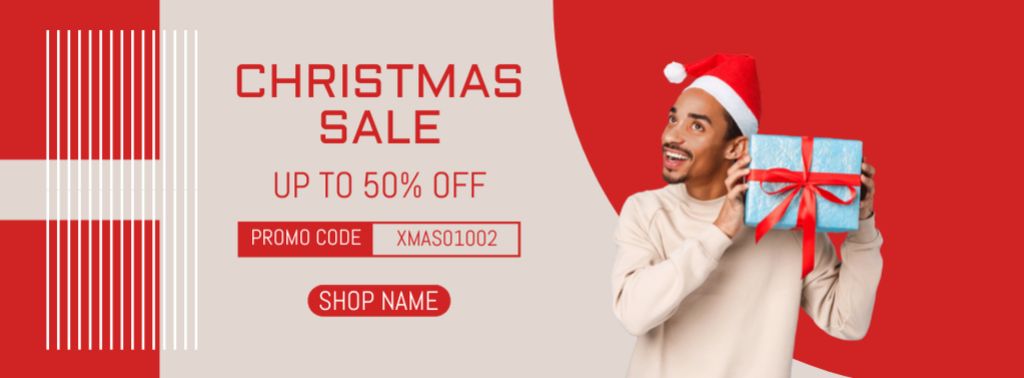 CHRISTMAS
SALE
UP TO 50% OFF
PROMO CODE XMAS01002
SHOP NAME